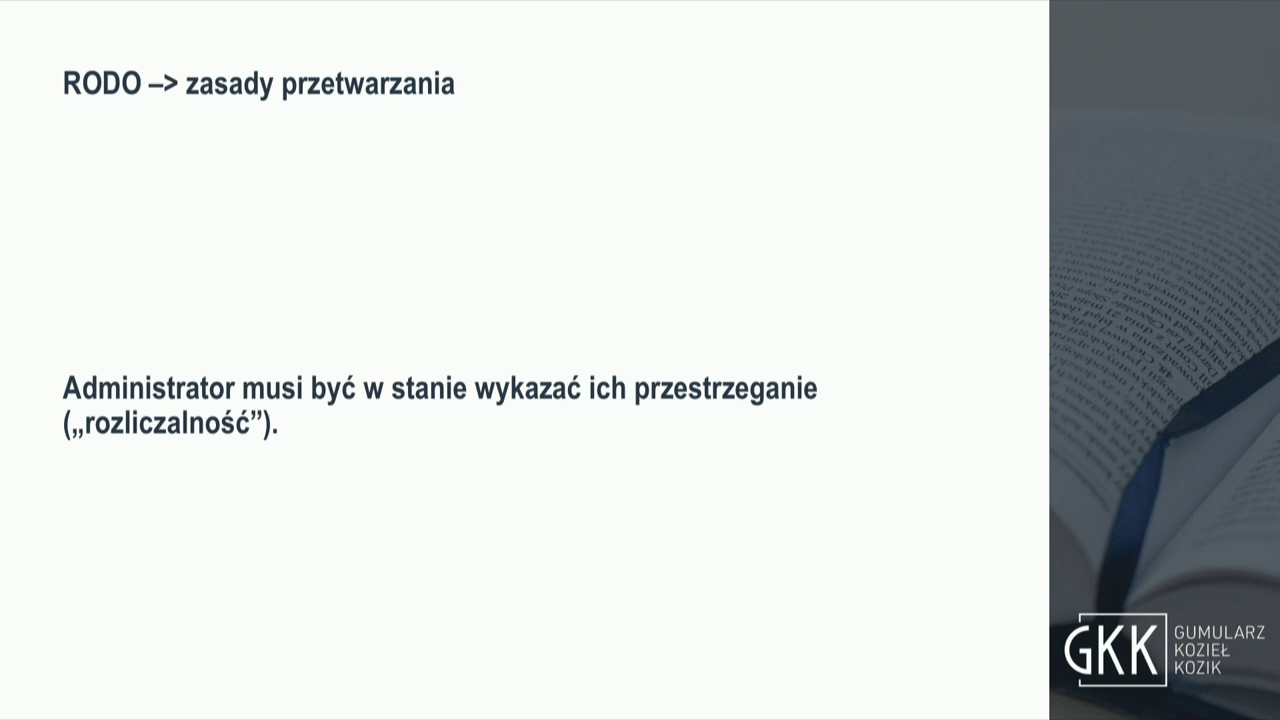 RODO –> zasady przetwarzania
Administrator musi być w stanie wykazać ich przestrzeganie
(„rozliczalność”).
GKK
GUMULARZ
KOZIEŁ
KOZIK